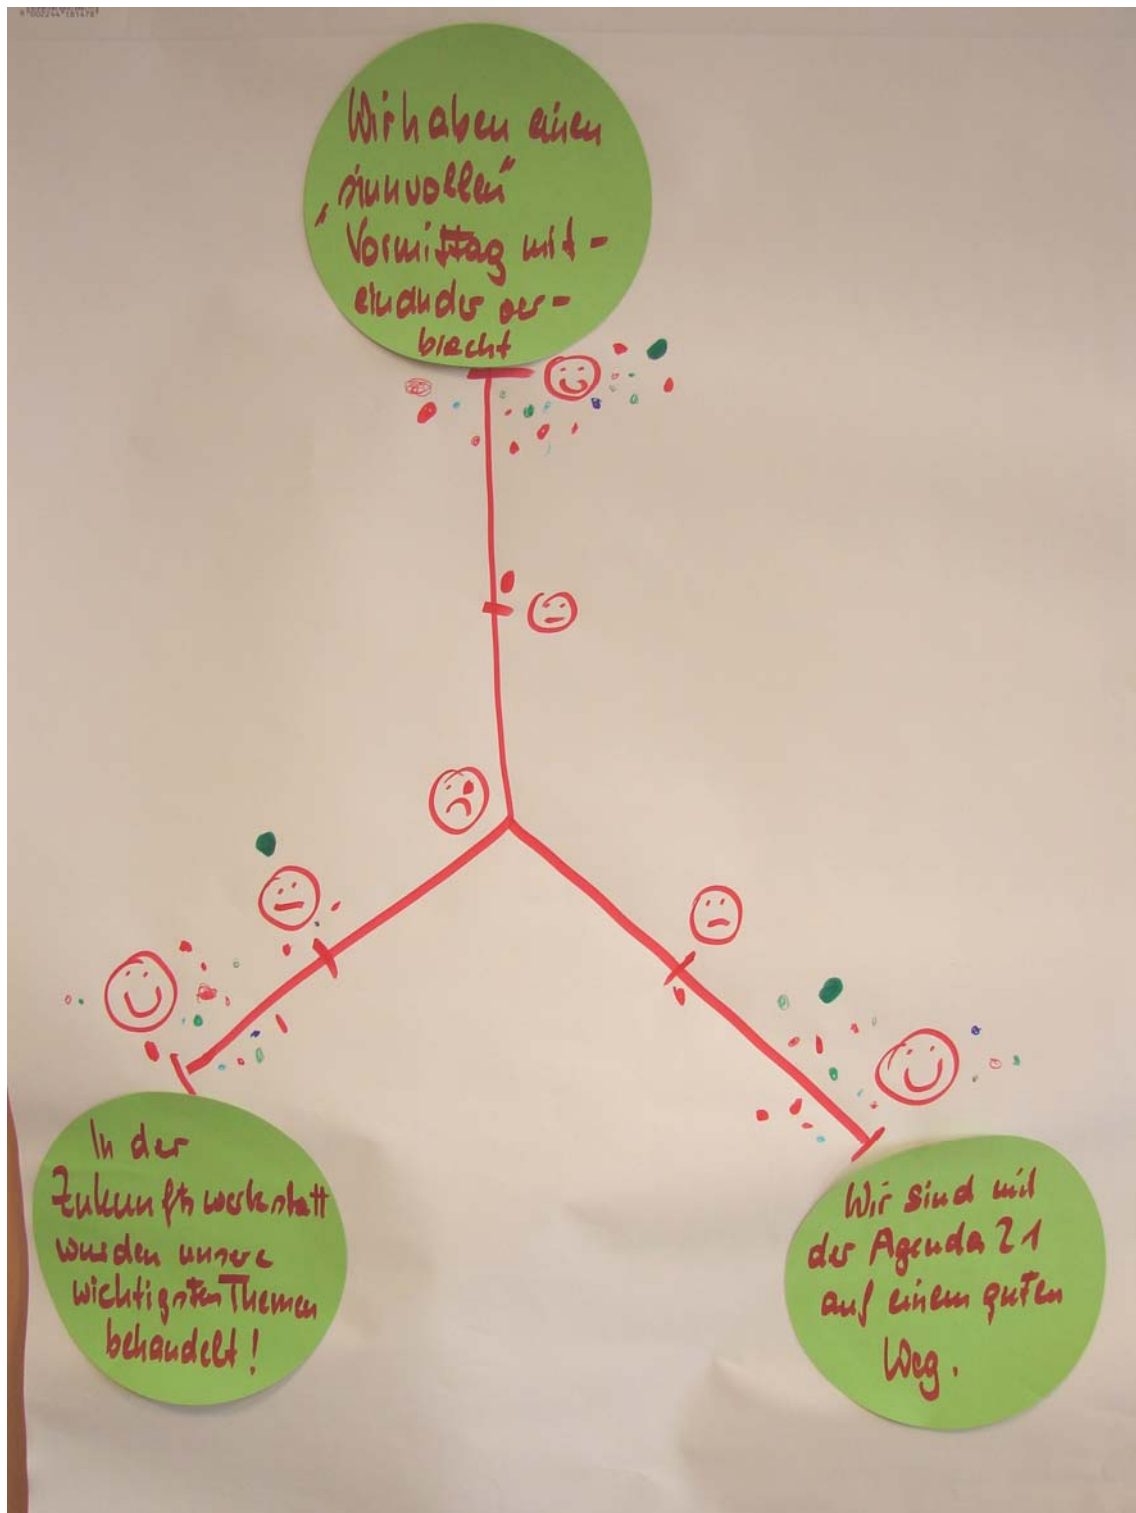 Wir haben einen
„sinnvollen“
Vormittag mit-
einander ver-
bracht
In der
Zukunftswerkstatt
wurden unsere
wichtigsten Themen
behandelt!
Wir sind mit
der Agenda 21
auf einem guten
Weg.